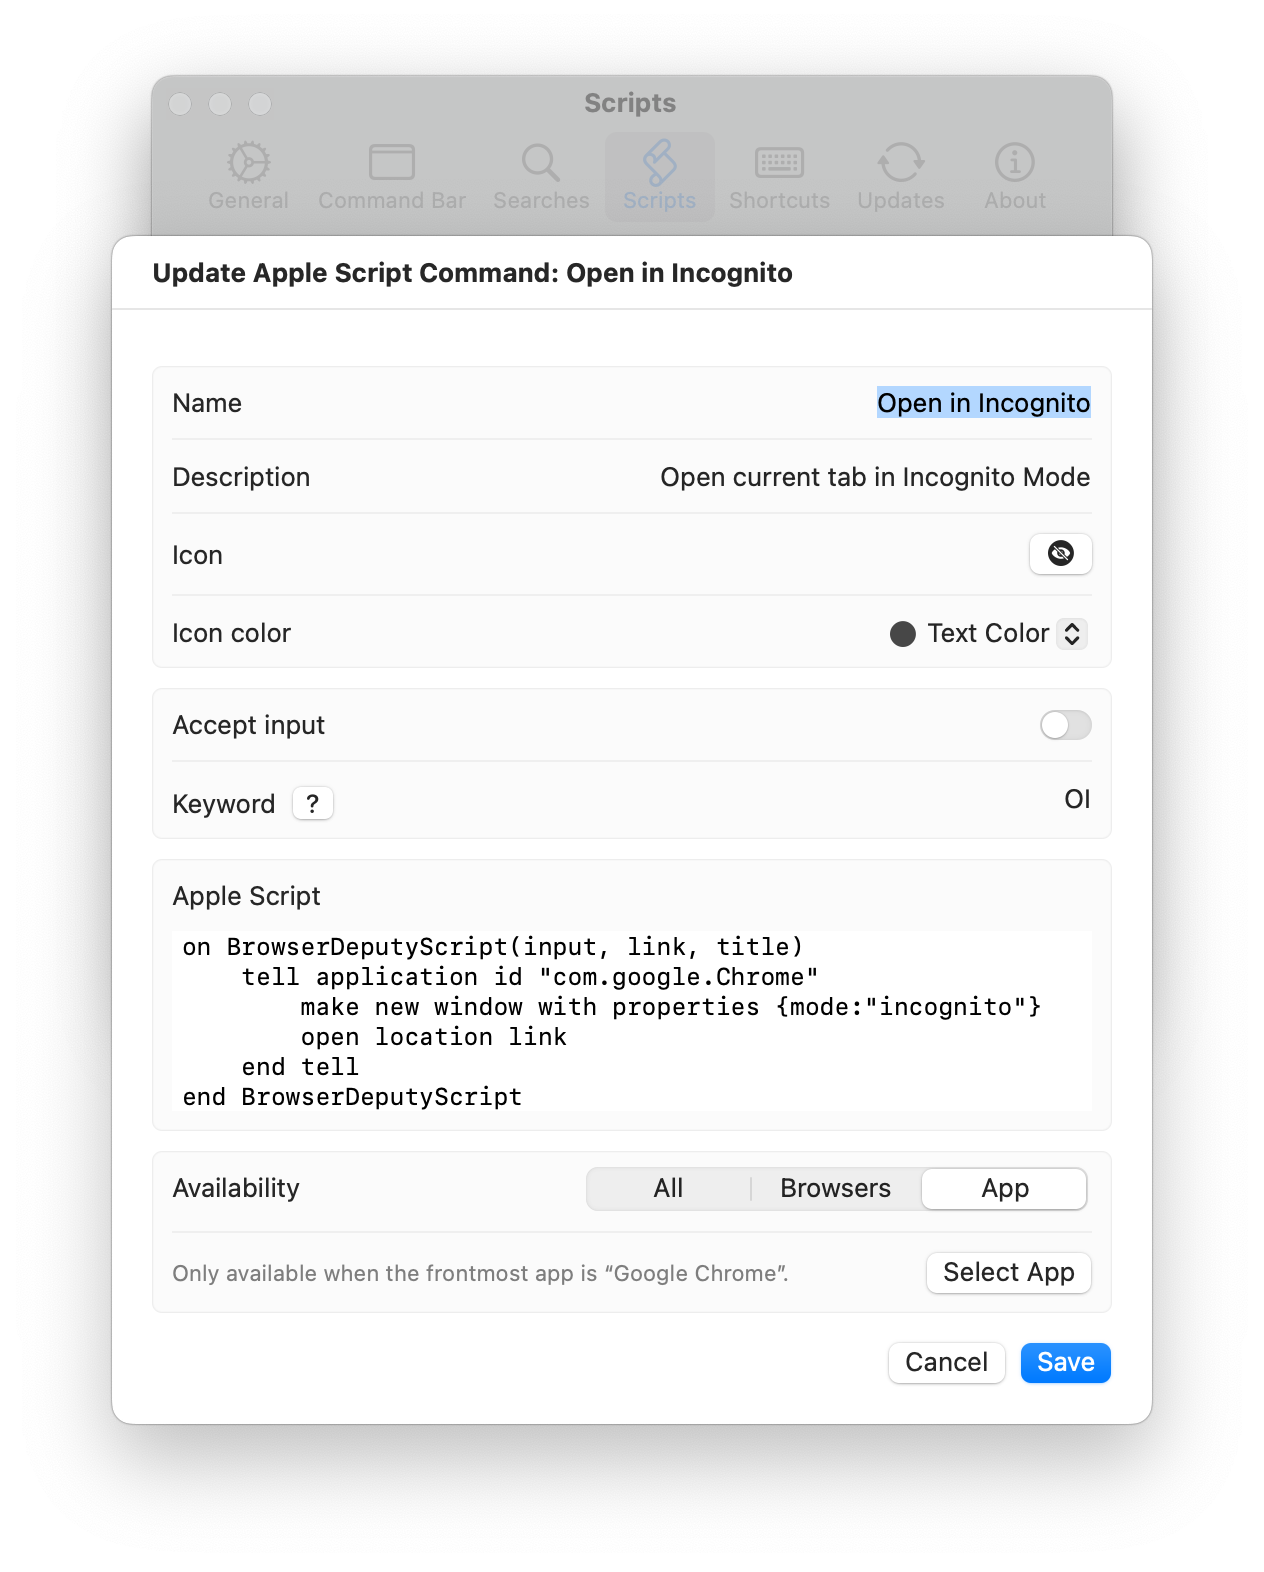 Scripts
General Command Bar Searches Scripts Shortcuts Updates About
Update Apple Script Command: Open in Incognito
Name Open in Incognito
Description Open current tab in Incognito Mode
Icon
Icon color Text Color
Accept input
Keyword ? OI
Apple Script
on BrowserDeputyScript(input, link, title)
    tell application id "com.google.Chrome"
        make new window with properties {mode:"incognito"}
        open location link
    end tell
end BrowserDeputyScript
Availability All Browsers App
Only available when the frontmost app is “Google Chrome”. Select App
Cancel Save